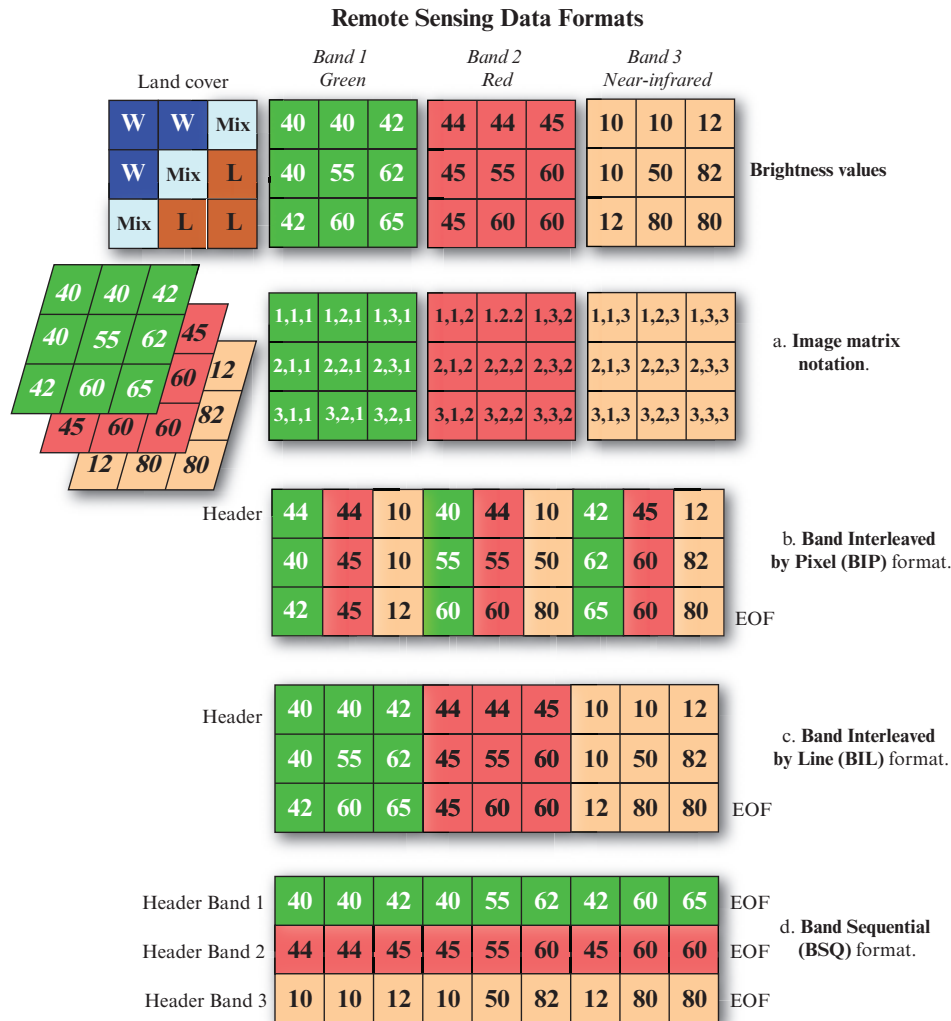 Remote Sensing Data Formats
Land cover
Band 1
Green
Band 2
Red
Band 3
Near-infrared
W W Mix 40 40 42 44 44 45 10 10 12
W Mix L 40 55 62 45 55 60 10 50 82
Brightness values
Mix L L 42 60 65 45 60 60 12 80 80
40 40 42
40 55 62 45
42 60 65 60 12
45 60 60 82
12 80 80
1,1,1 1,2,1 1,3,1 1,1,2 1.2.2 1,3,2 1,1,3 1,2,3 1,3,3
2,1,1 2,2,1 2,3,1 2,1,2 2,2,2 2,3,2 2,1,3 2,2,3 2,3,3
3,1,1 3,2,1 3,2,1 3,1,2 3,2,2 3,3,2 3,1,3 3,2,3 3,3,3
a. Image matrix
notation.
Header 44 44 10 40 44 10 42 45 12
40 45 10 55 55 50 62 60 82
42 45 12 60 60 80 65 60 80 EOF
b. Band Interleaved
by Pixel (BIP) format.
Header 40 40 42 44 44 45 10 10 12
40 55 62 45 55 60 10 50 82
42 60 65 45 60 60 12 80 80 EOF
c. Band Interleaved
by Line (BIL) format.
Header Band 1 40 40 42 40 55 62 42 60 65 EOF
Header Band 2 44 44 45 45 55 60 45 60 60 EOF
Header Band 3 10 10 12 10 50 82 12 80 80 EOF
d. Band Sequential
(BSQ) format.